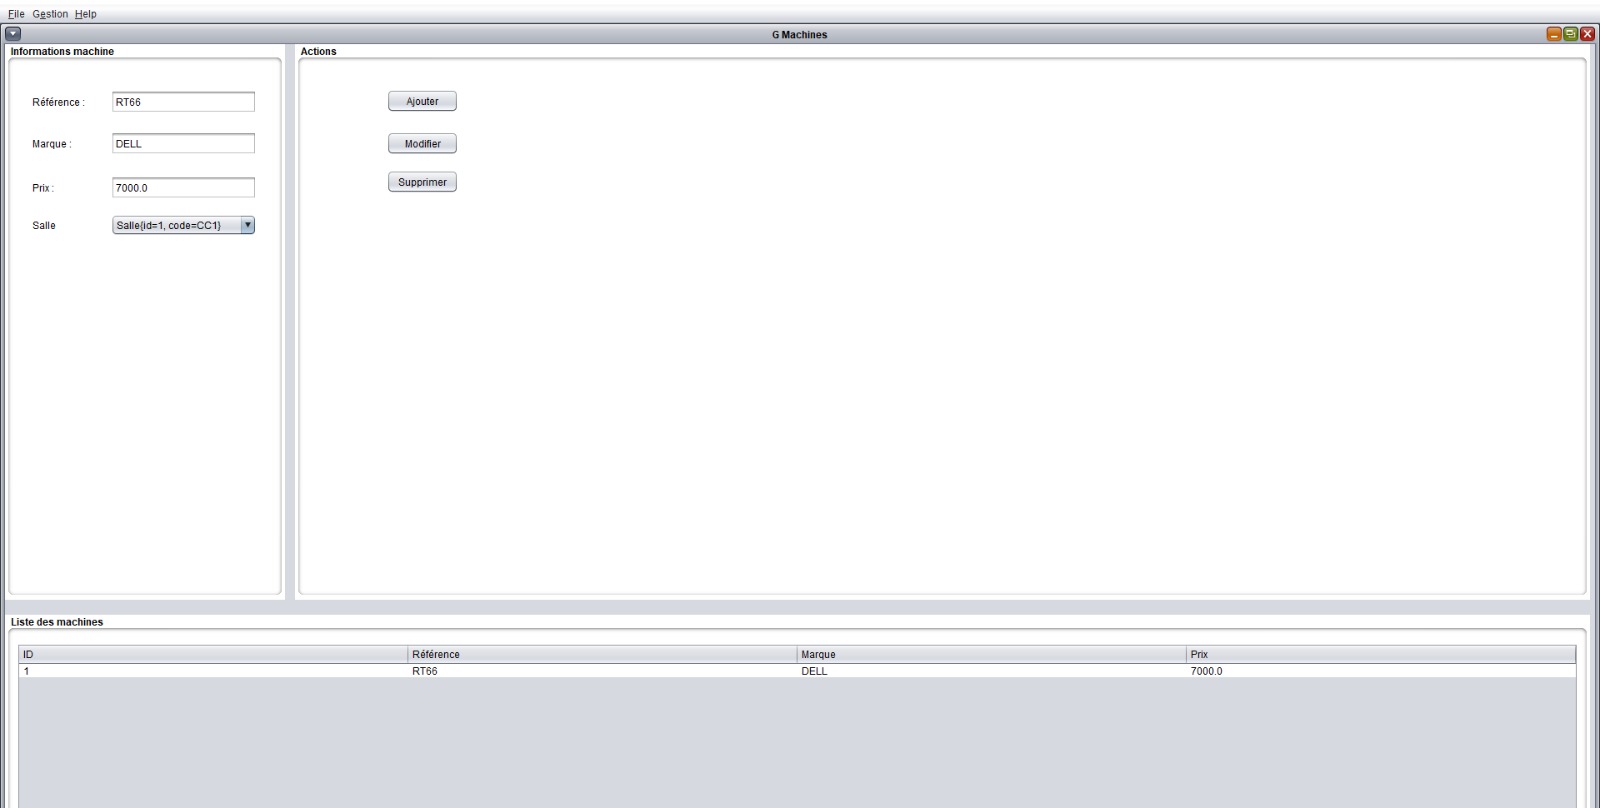 File Gestion Help
G Machines
Informations machine
Actions
Référence : RT66
Ajouter
Marque : DELL
Modifier
Prix : 7000.0
Supprimer
Salle Salle{id=1, code=CC1}
Liste des machines
ID Référence Marque Prix
1 RT66 DELL 7000.0